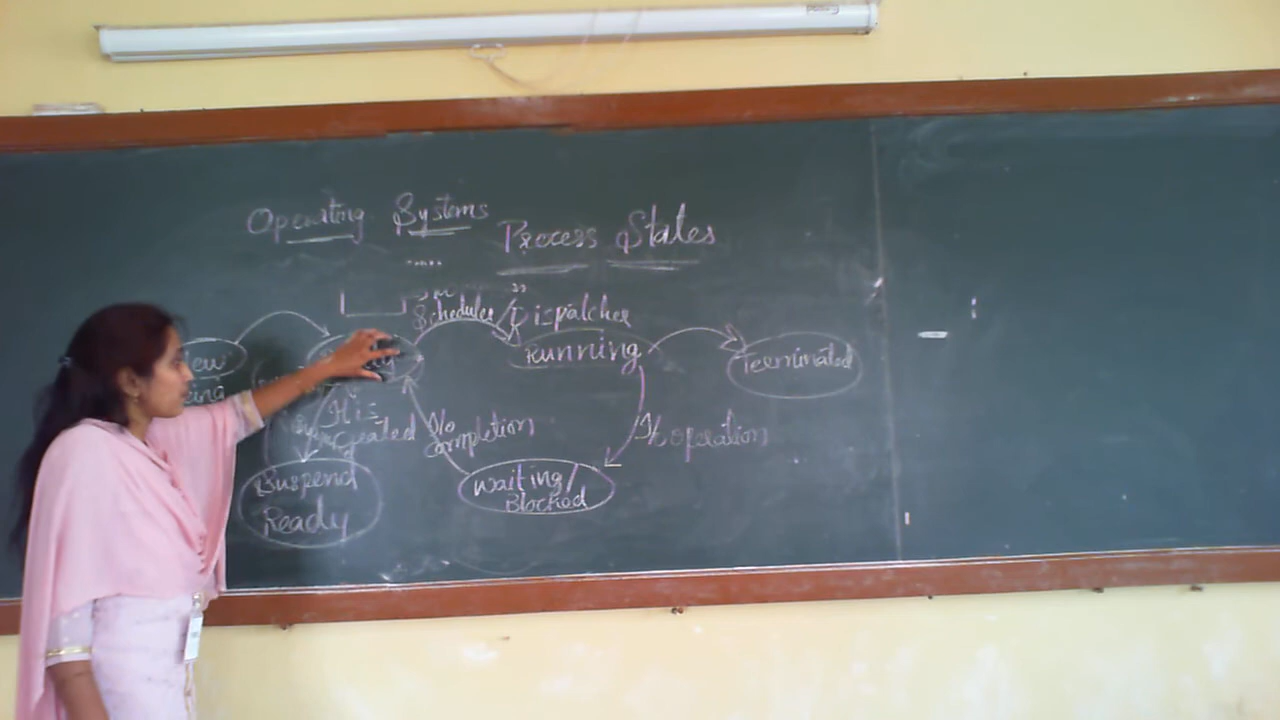 Operating Systems
Process States
Scheduler / Dispatcher
New
Running
Terminated
I/o
completion
I/o operation
Suspend
Ready
Waiting /
Blocked